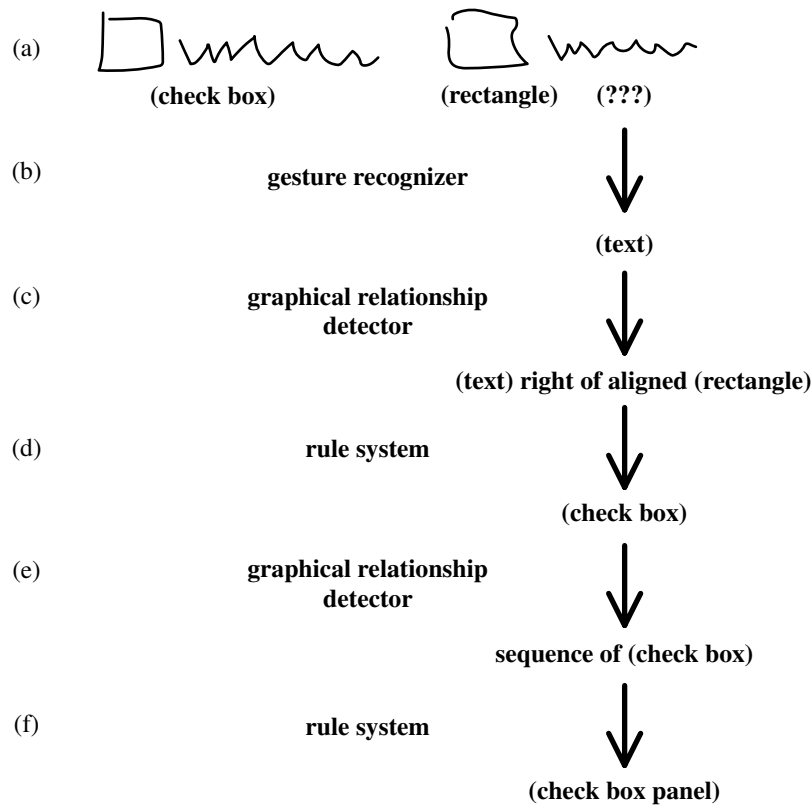 (a)
(check box) (rectangle) (???)
(b) gesture recognizer
(text)
(c) graphical relationship
detector
(text) right of aligned (rectangle)
(d) rule system
(check box)
(e) graphical relationship
detector
sequence of (check box)
(f) rule system
(check box panel)